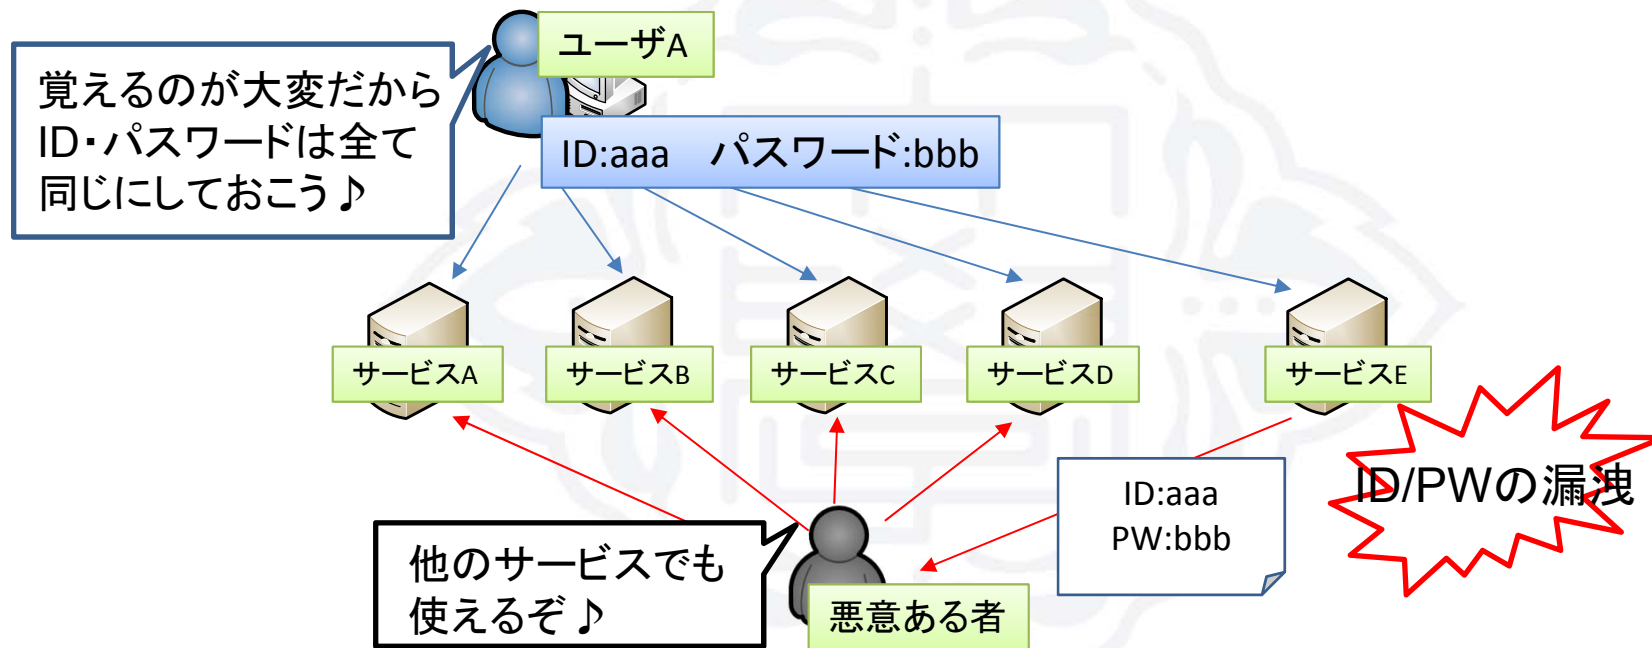 ユーザA
覚えるのが大変だから
ID・パスワードは全て
同じにしておこう♪
ID:aaa　パスワード:bbb
サービスA
サービスB
サービスC
サービスD
サービスE
ID/PWの漏洩
ID:aaa
PW:bbb
他のサービスでも
使えるぞ♪
悪意ある者